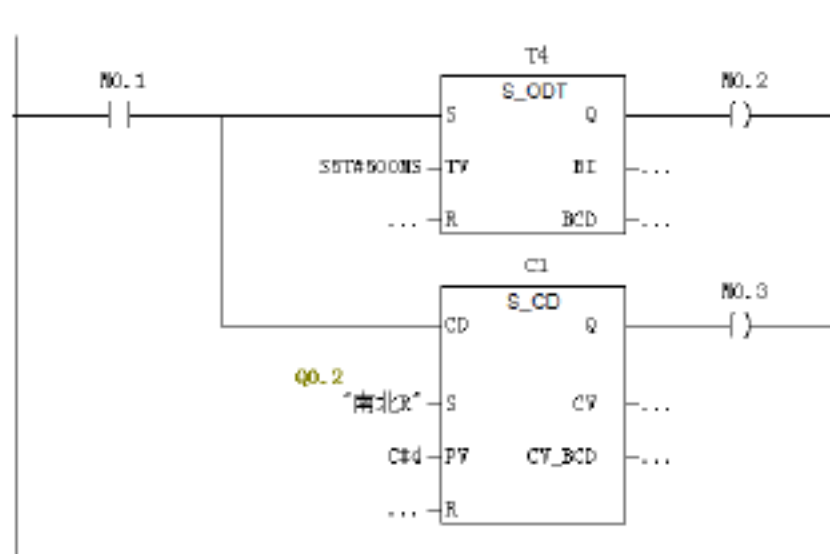 T4
M0.1
M0.2
S_ODT
S Q
S5T#500MS TV BI ...
... R BCD ...
C1
M0.3
S_CD
CD Q
Q0.2
"南北R" S CV ...
C#d PV CV_BCD ...
... R